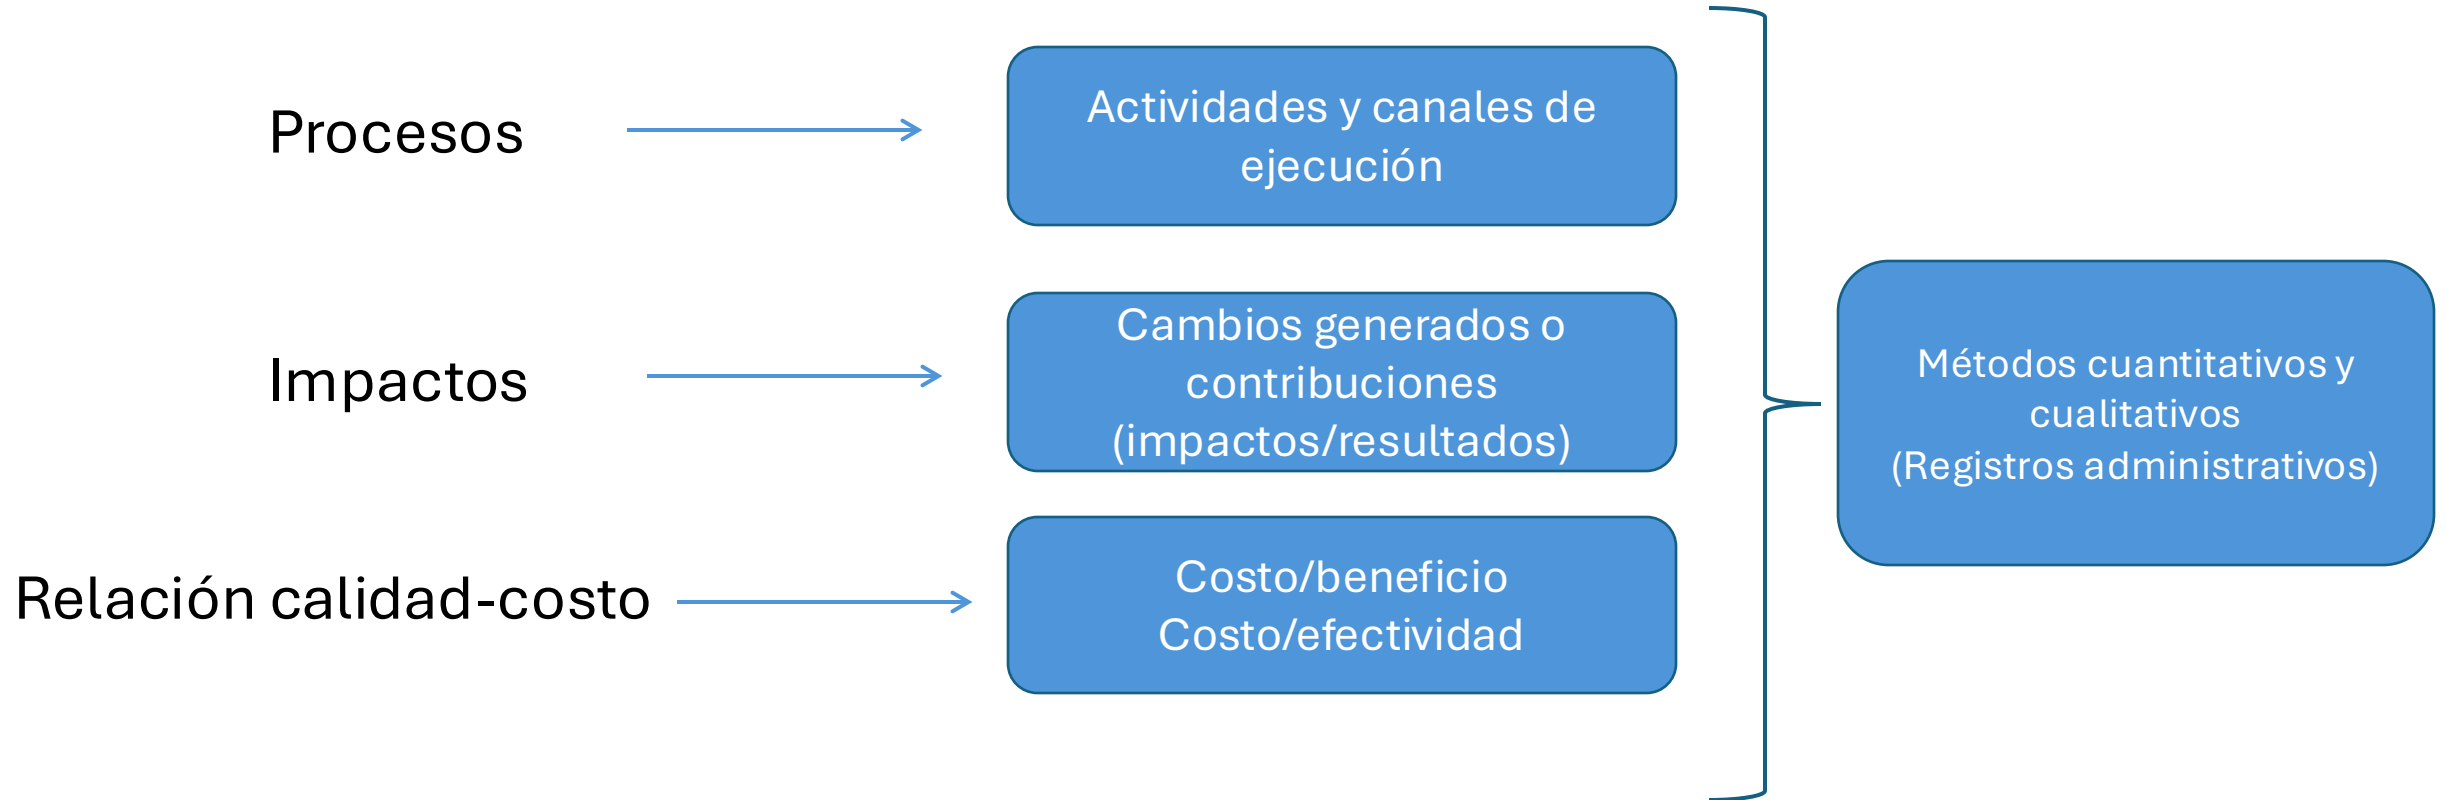 Procesos
Actividades y canales de
ejecución
Impactos
Cambios generados o
contribuciones
(impactos/resultados)
Relación calidad-costo
Costo/beneficio
Costo/efectividad
Métodos cuantitativos y
cualitativos
(Registros administrativos)